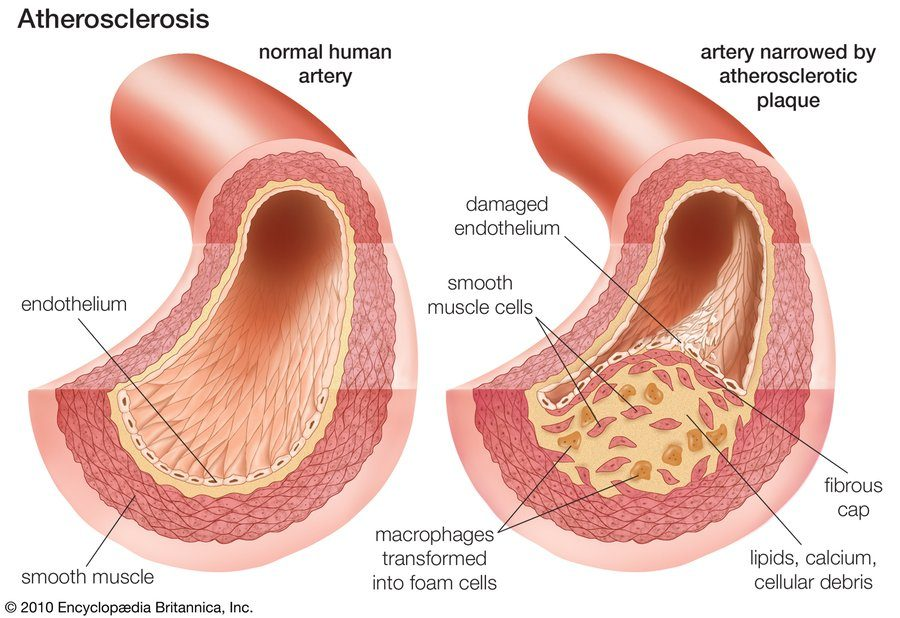 Atherosclerosis
normal human
artery
artery narrowed by
atherosclerotic
plaque
damaged
endothelium
smooth
muscle cells
endothelium
fibrous
cap
macrophages
transformed
into foam cells
lipids, calcium,
cellular debris
smooth muscle
© 2010 Encyclopædia Britannica, Inc.